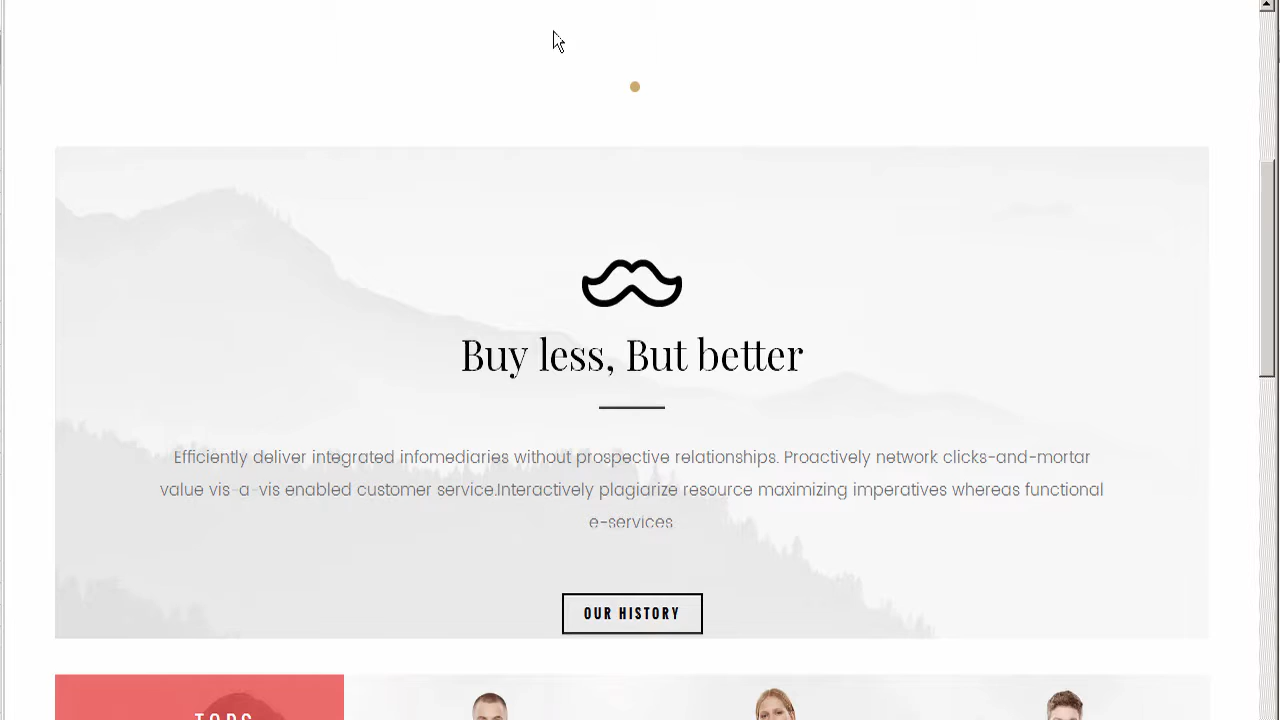 Buy less, But better
Efficiently deliver integrated infomediaries without prospective relationships. Proactively network clicks-and-mortar
value vis-a-vis enabled customer service.Interactively plagiarize resource maximizing imperatives whereas functional
e-services.
OUR HISTORY
TOPS